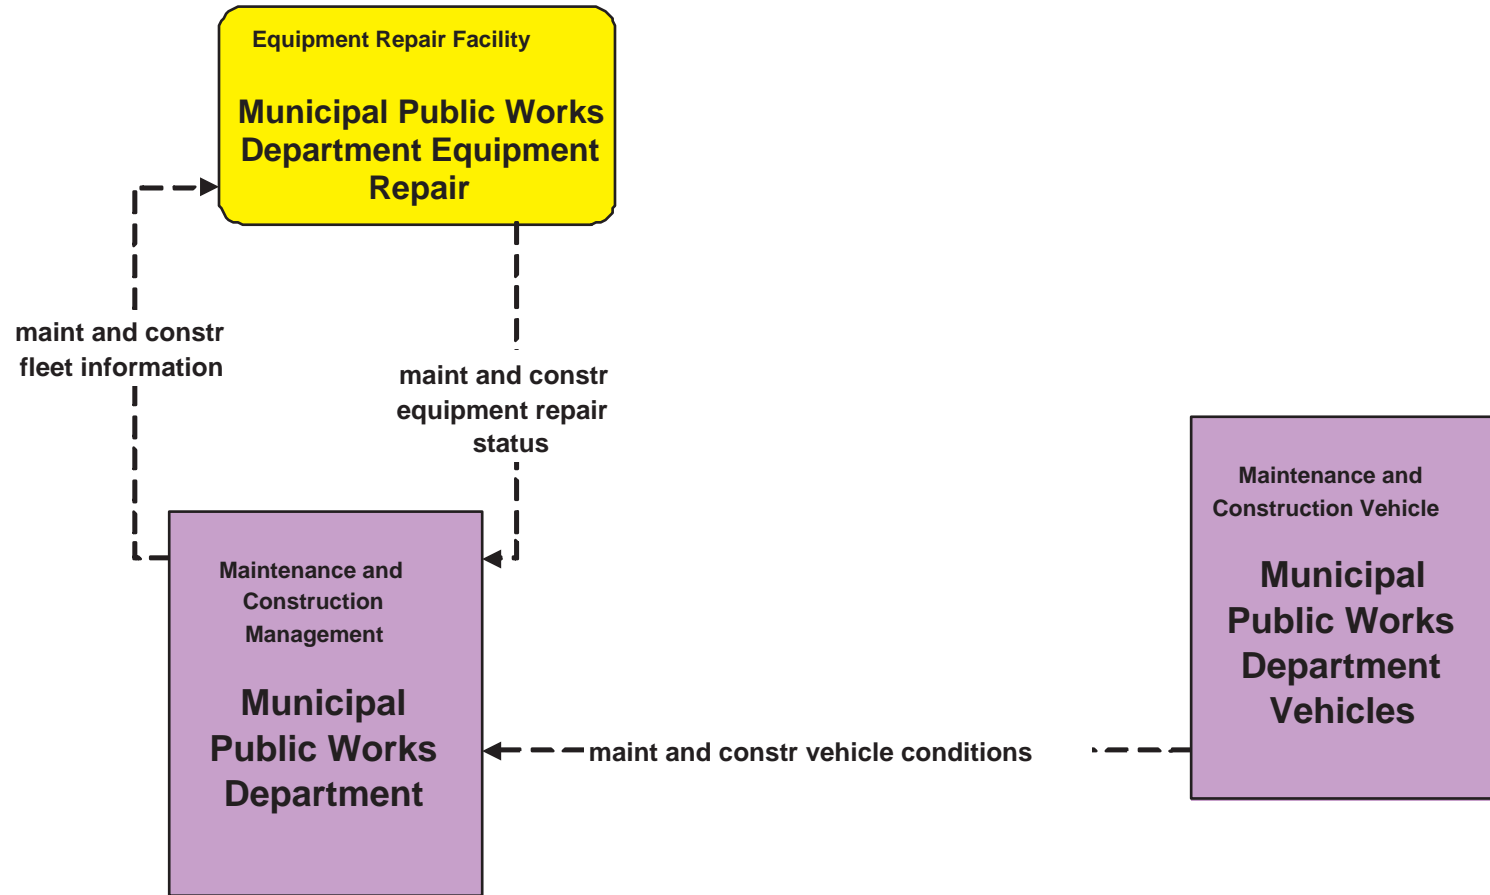 Equipment Repair Facility
Municipal Public Works
Department Equipment
Repair
maint and constr
fleet information
maint and constr
equipment repair
status
Maintenance and
Construction Vehicle
Municipal
Public Works
Department
Vehicles
Maintenance and
Construction
Management
Municipal
Public Works
Department
maint and constr vehicle conditions